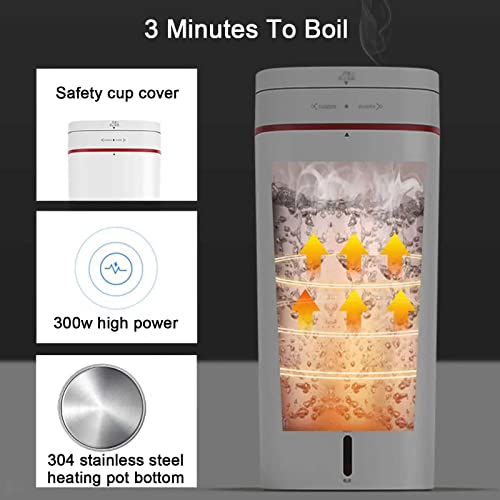 3 Minutes To Boil
Safety cup cover
300w high power
304 stainless steel
heating pot bottom